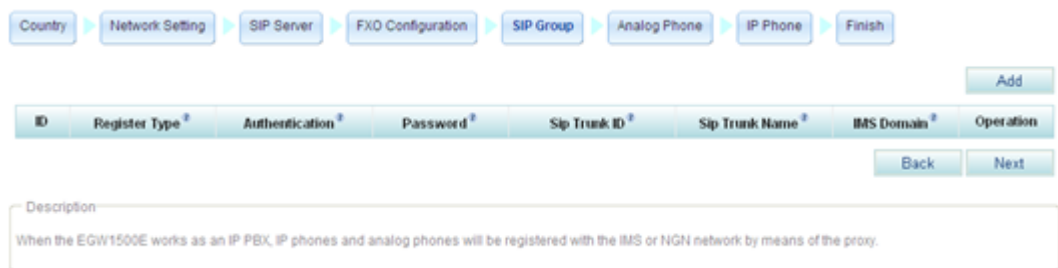 Country Network Setting SIP Server FXO Configuration SIP Group Analog Phone IP Phone Finish
Add
ID Register Type Authentication Password Sip Trunk ID Sip Trunk Name IMS Domain Operation
Back Next
Description
When the EGW1500E works as an IP PBX, IP phones and analog phones will be registered with the IMS or NGN network by means of the proxy.